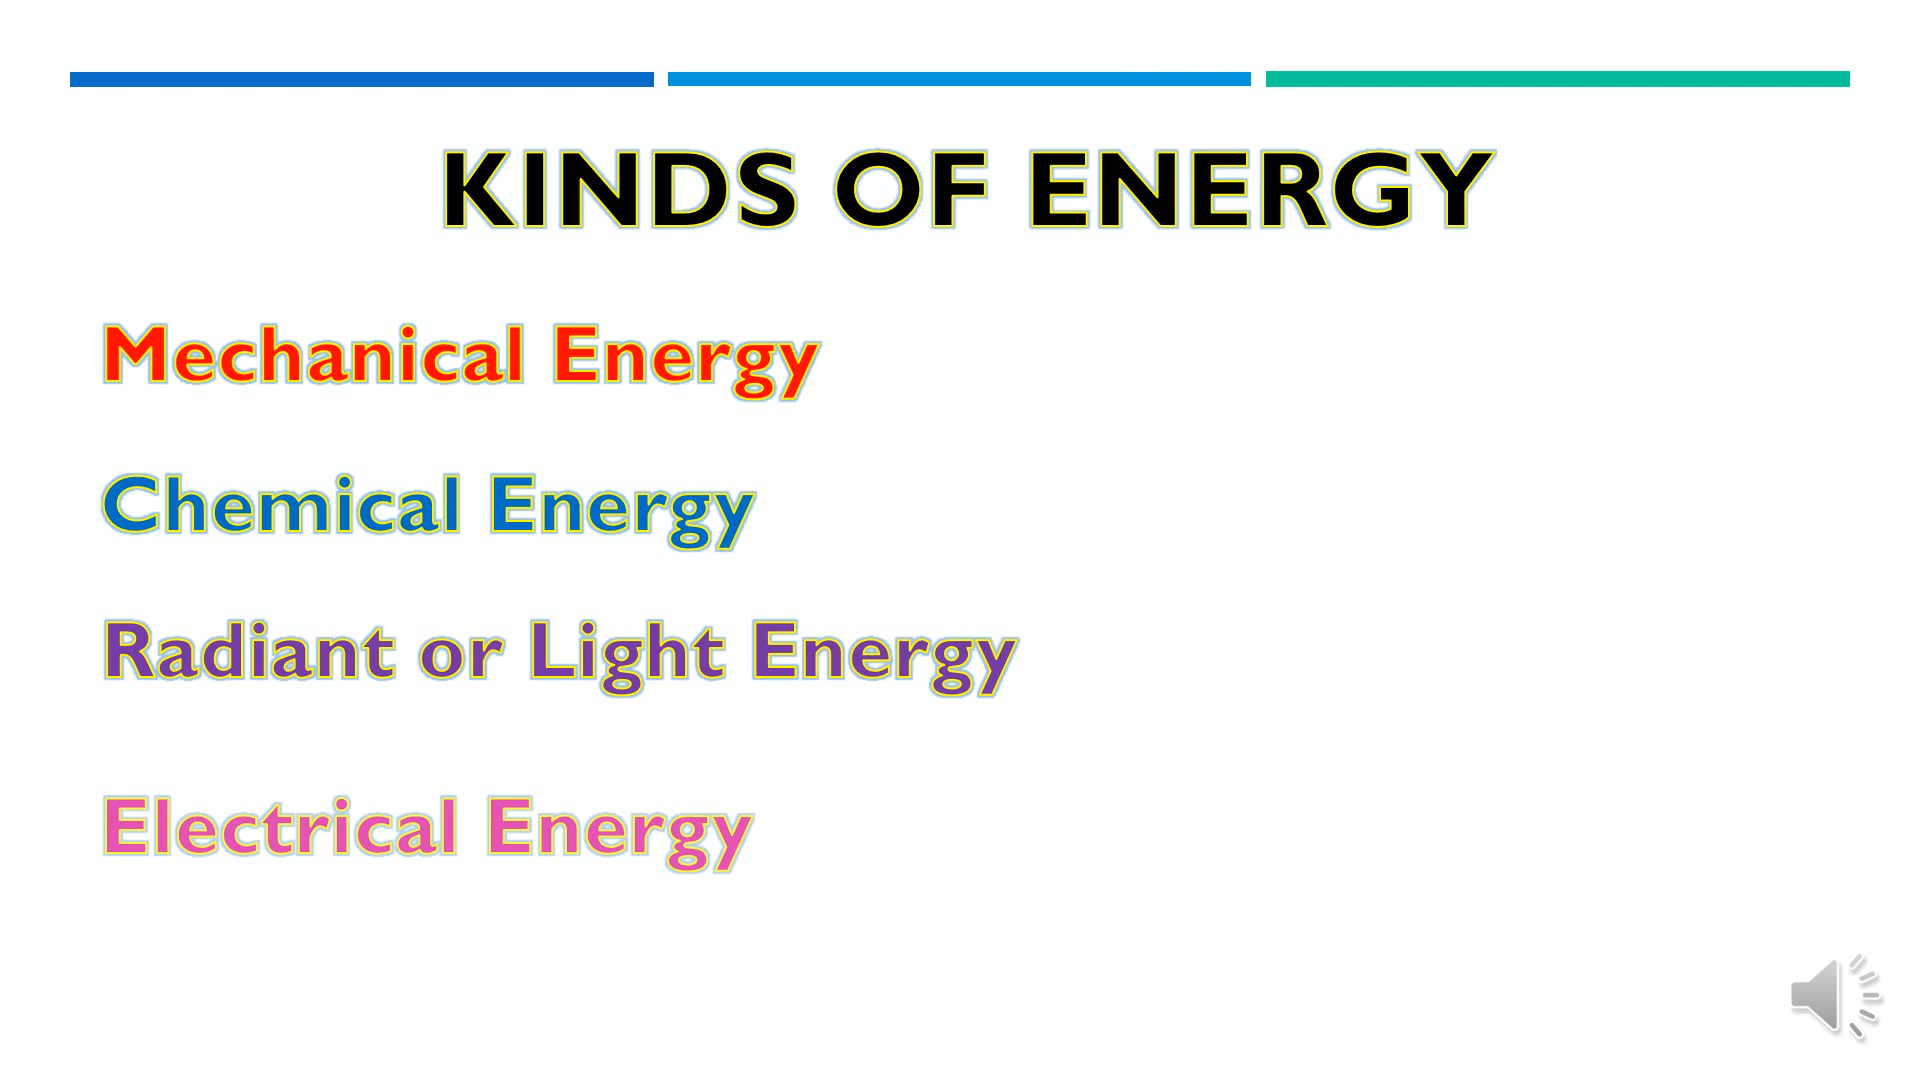 KINDS OF ENERGY
Mechanical Energy
Chemical Energy
Radiant or Light Energy
Electrical Energy